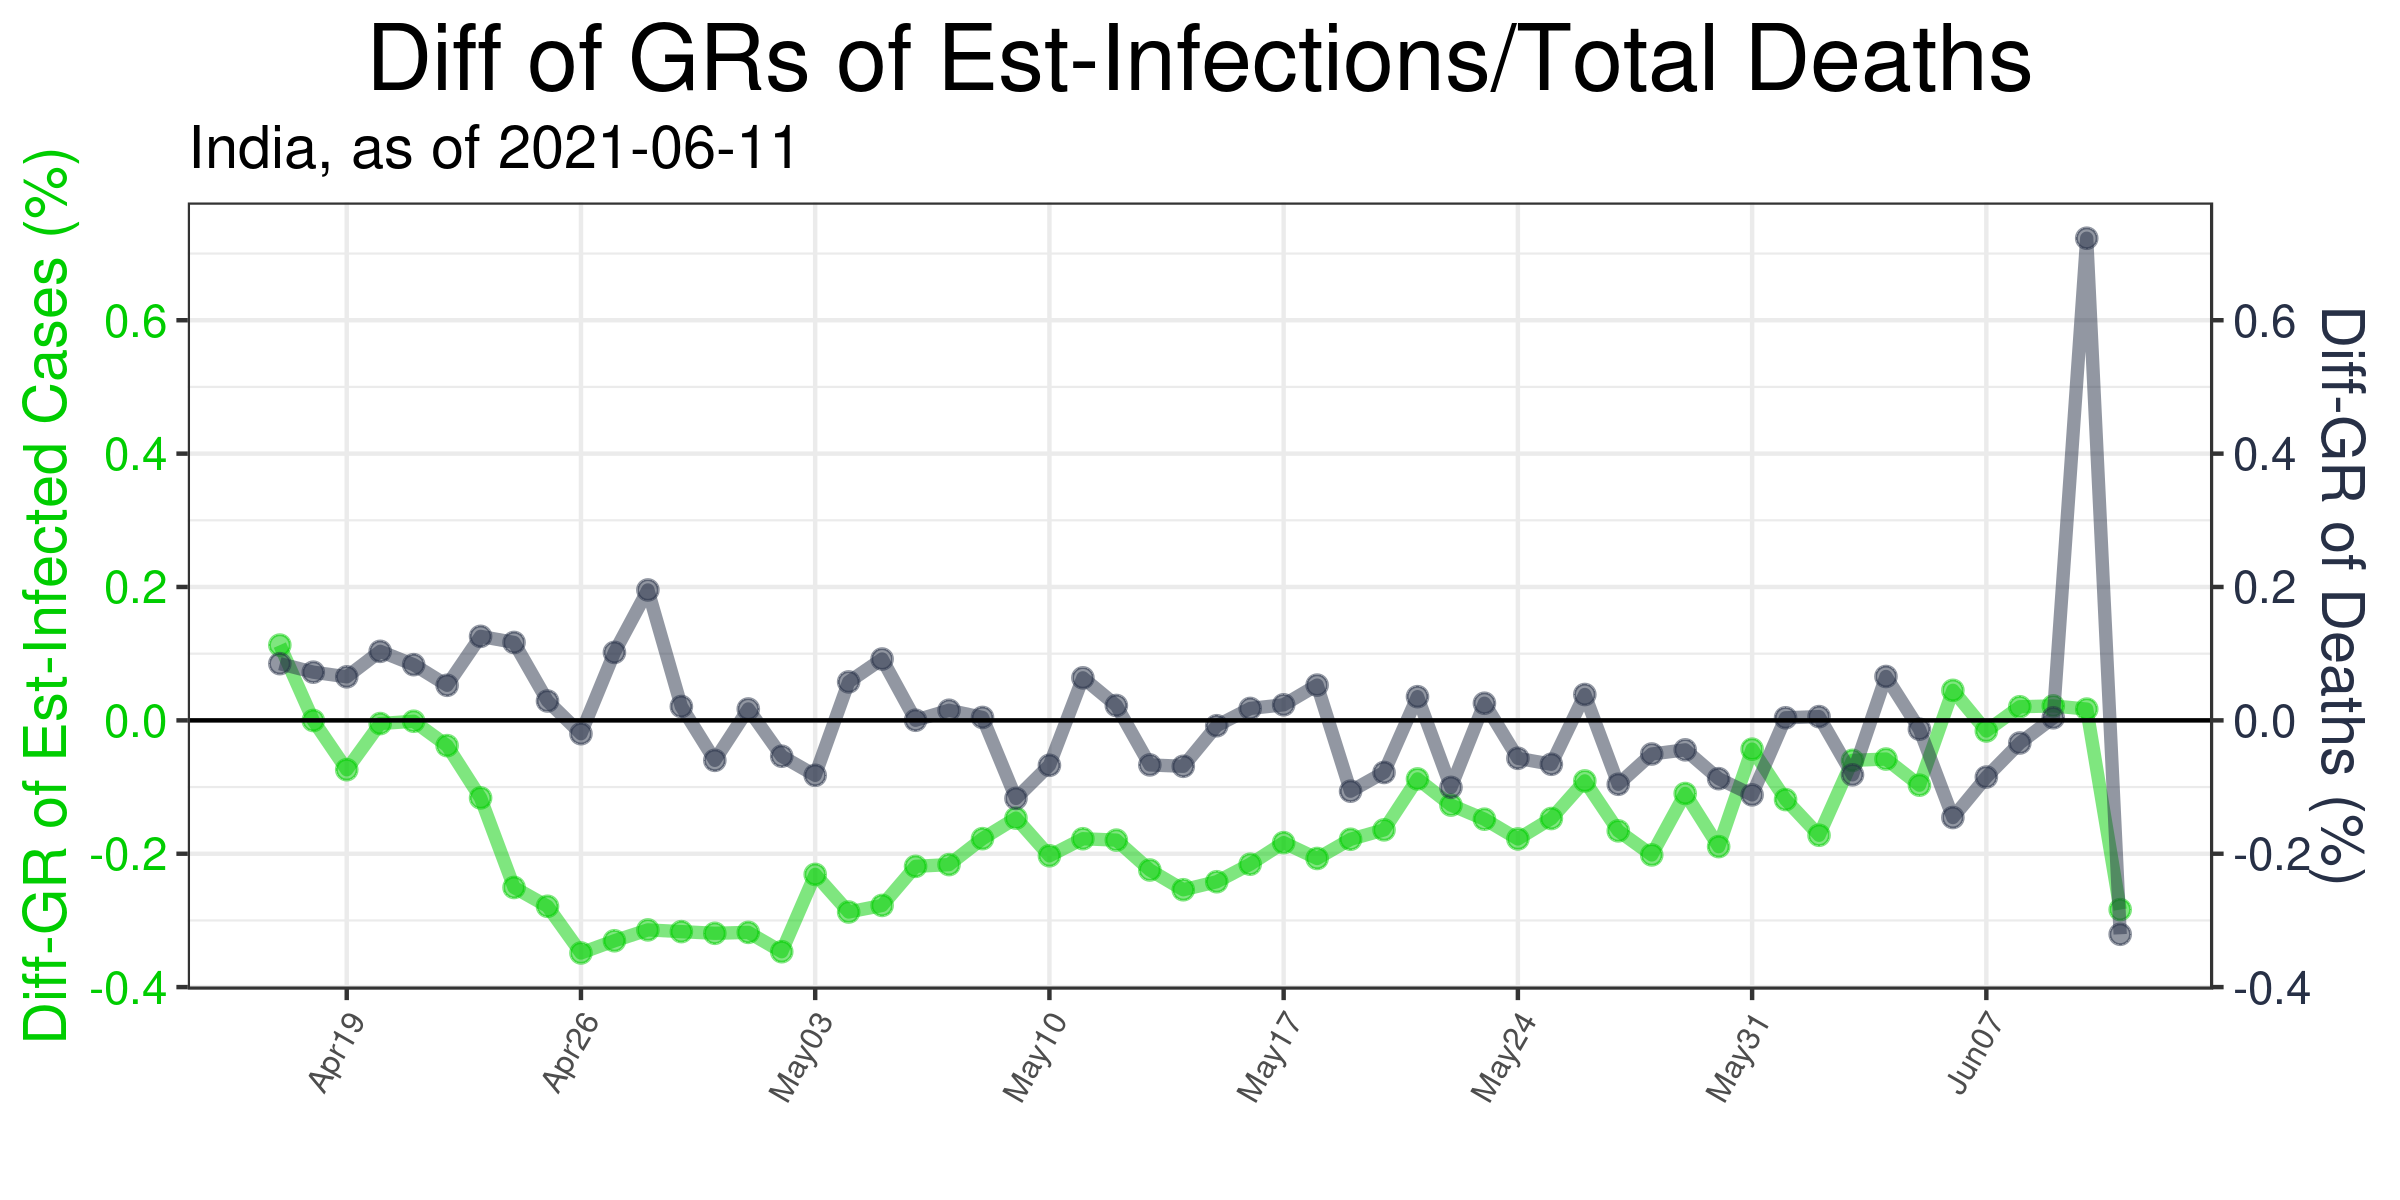 Diff of GRs of Est-Infections/Total Deaths
India, as of 2021-06-11
Diff-GR of Est-Infected Cases (%)
0.6
0.4
0.2
0.0
-0.2
-0.4
0.6
0.4
0.2
0.0
-0.2
-0.4
Diff-GR of Deaths (%)
Apr19
Apr26
May03
May10
May17
May24
May31
Jun07